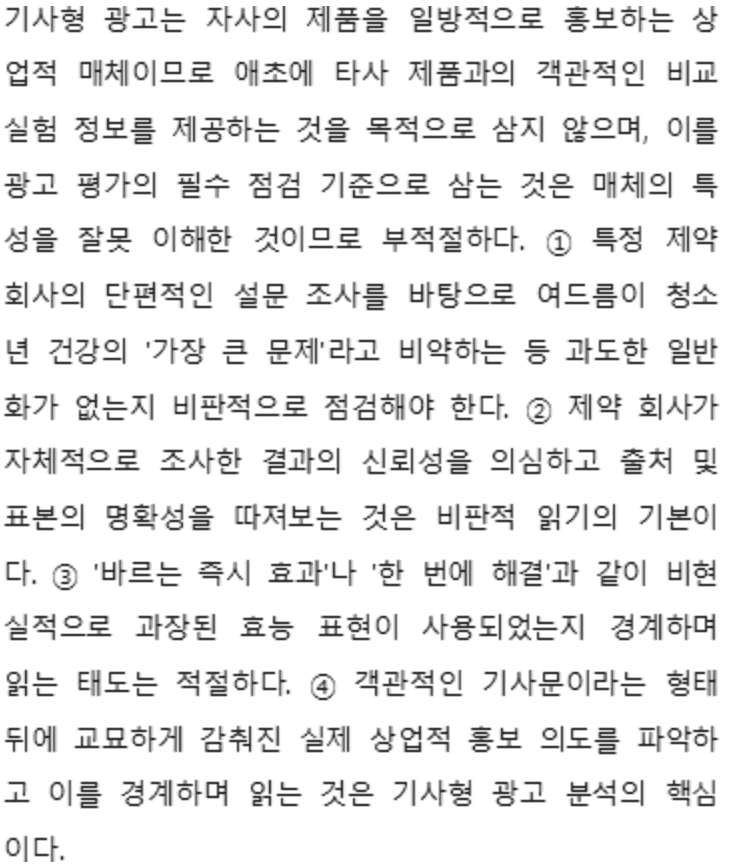 기사형 광고는 자사의 제품을 일방적으로 홍보하는 상
업적 매체이므로 애초에 타사 제품과의 객관적인 비교
실험 정보를 제공하는 것을 목적으로 삼지 않으며, 이를
광고 평가의 필수 점검 기준으로 삼는 것은 매체의 특
성을 잘못 이해한 것이므로 부적절하다. ① 특정 제약
회사의 단편적인 설문 조사를 바탕으로 여드름이 청소
년 건강의 '가장 큰 문제'라고 비약하는 등 과도한 일반
화가 없는지 비판적으로 점검해야 한다. ② 제약 회사가
자체적으로 조사한 결과의 신뢰성을 의심하고 출처 및
표본의 명확성을 따져보는 것은 비판적 읽기의 기본이
다. ③ '바르는 즉시 효과'나 '한 번에 해결'과 같이 비현
실적으로 과장된 효능 표현이 사용되었는지 경계하며
읽는 태도는 적절하다. ④ 객관적인 기사문이라는 형태
뒤에 교묘하게 감춰진 실제 상업적 홍보 의도를 파악하
고 이를 경계하며 읽는 것은 기사형 광고 분석의 핵심
이다.